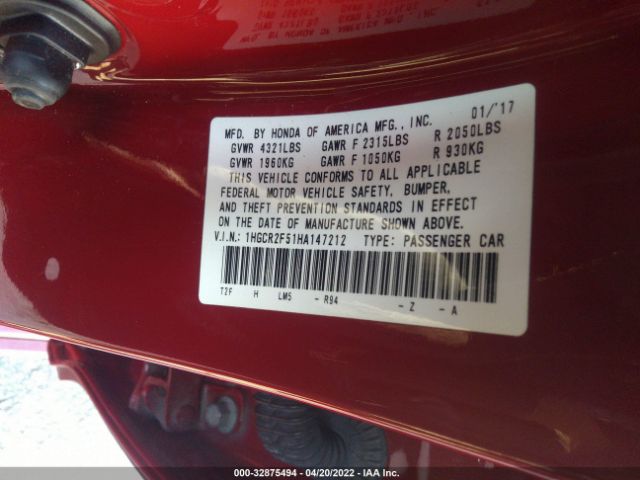 01/'17
MFD. BY HONDA OF AMERICA MFG., INC.
GVWR 4321LBS GAWR F 2315LBS R 2050LBS
GVWR 1960KG GAWR F 1050KG R 930KG
THIS VEHICLE CONFORMS TO ALL APPLICABLE
FEDERAL MOTOR VEHICLE SAFETY, BUMPER,
AND THEFT PREVENTION STANDARDS IN EFFECT
ON THE DATE OF MANUFACTURE SHOWN ABOVE.
V.I.N.: 1HGCR2F51HA147212 TYPE: PASSENGER CAR
T2F H LM5 - R94 - Z - A
000-32875494 - 04/20/2022 - IAA Inc.